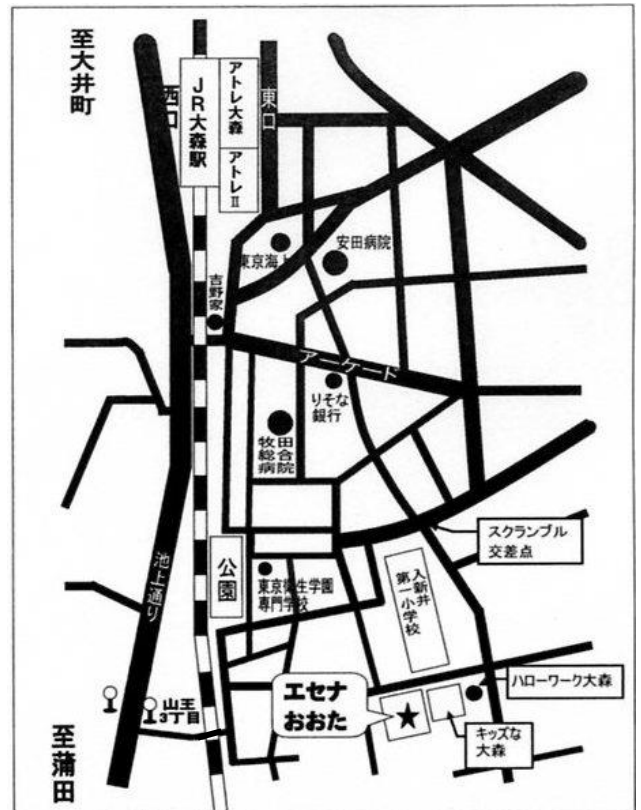 至大井町
西口
JR大森駅
アトレ大森
アトレⅡ
東口
東京海上
安田病院
吉野家
アーケード
りそな
銀行
牧田
総合
病院
スクランブル
交差点
公園
東京衛生学園
専門学校
入新井
第一小学校
池上通り
ハローワーク大森
エセナ
おおた
キッズな
大森
山王
3丁目
至蒲田